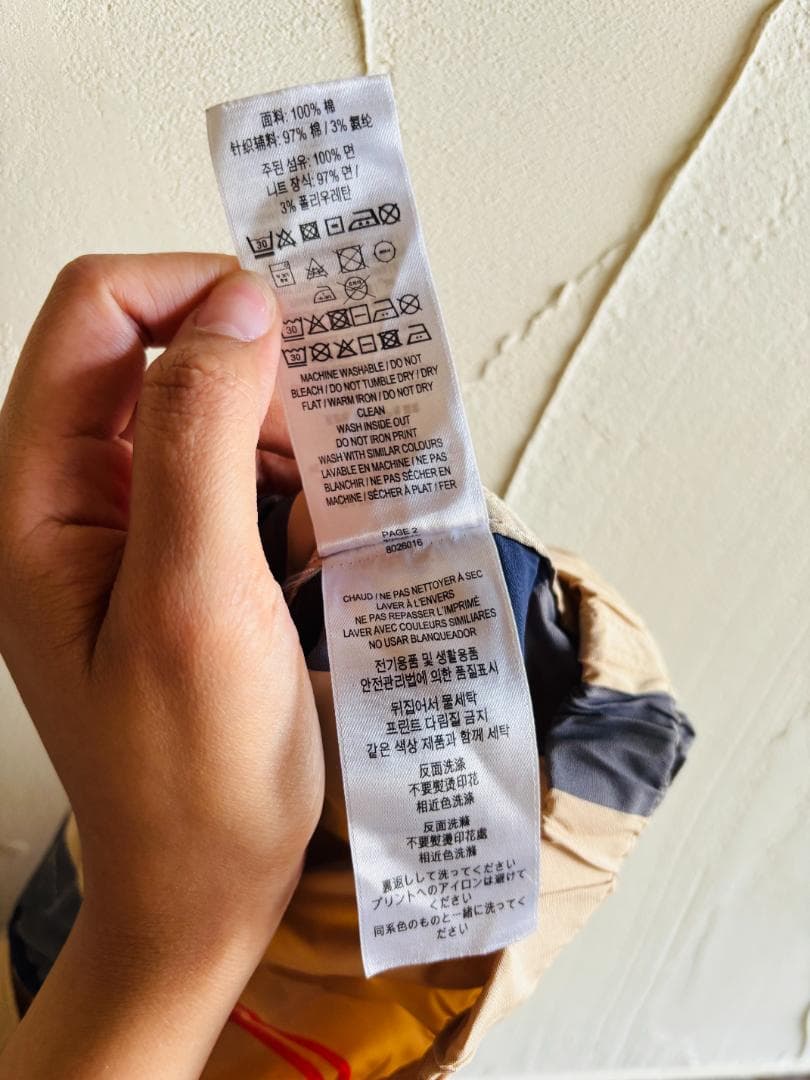 面料: 100% 棉
针织辅料: 97% 棉 / 3% 氨纶
주된 섬유: 100% 면
니트 장식: 97% 면 /
3% 폴리우레탄
30
30
30
MACHINE WASHABLE / DO NOT
BLEACH / DO NOT TUMBLE DRY / DRY
FLAT / WARM IRON / DO NOT DRY
CLEAN
WASH INSIDE OUT
DO NOT IRON PRINT
WASH WITH SIMILAR COLOURS
LAVABLE EN MACHINE / NE PAS
BLANCHIR / NE PAS SÉCHER EN
MACHINE / SÉCHER À PLAT / FER
PAGE 2
8026016
CHAUD / NE PAS NETTOYER À SEC
LAVER À L'ENVERS
NE PAS REPASSER L'IMPRIMÉ
LAVER AVEC COULEURS SIMILIARES
NO USAR BLANQUEADOR
전기용품 및 생활용품
안전관리법에 의한 품질표시
뒤집어서 물세탁
프린트 다림질 금지
같은 색상 제품과 함께 세탁
反面洗涤
不要熨烫印花
相近色洗涤
反面洗滌
不要熨燙印花處
相近色洗滌
裏返しして洗ってください
プリントへのアイロンは避けて
ください
同系色のものと一緒に洗ってく
ださい